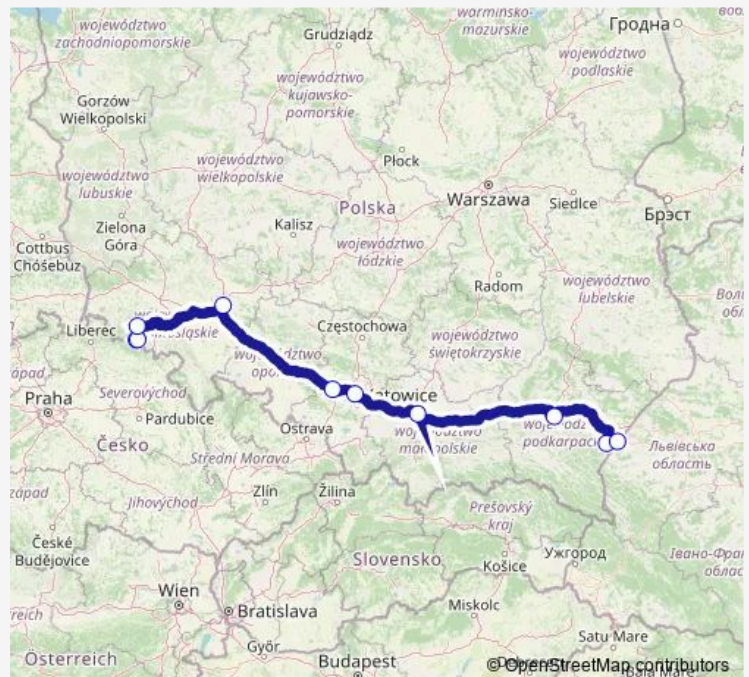 województwo
zachodniopomorskie
Grudziądz
warmińsko-
mazurskie
Гродна
województwo
podlaskie
województwo
kujawsko-
pomorskie
Gorzów
Wielkopolski
Płock
województwo
wielkopolskie
województwo
lubuskie
Polska
Warszawa
Siedlce
Брэст
Zielona
Góra
Kalisz
Cottbus
Chóśebuz
województwo
łódzkie
Radom
województwo
lubelskie
Liberec
Częstochowa
województwo
świętokrzyskie
Praha
Severovýchod
Pardubice
Ostrava
podkarpac
Львівська
область
Česko
Střední Morava
Zlín
Žilina
Prešovský
kraj
Jihovýchod
České
Budějovice
Slovensko
Košice
Ужгород
Wien
Bratislava
Miskolc
Győr
Satu Mare
Österreich
Budapest
© OpenStreetMap contributors